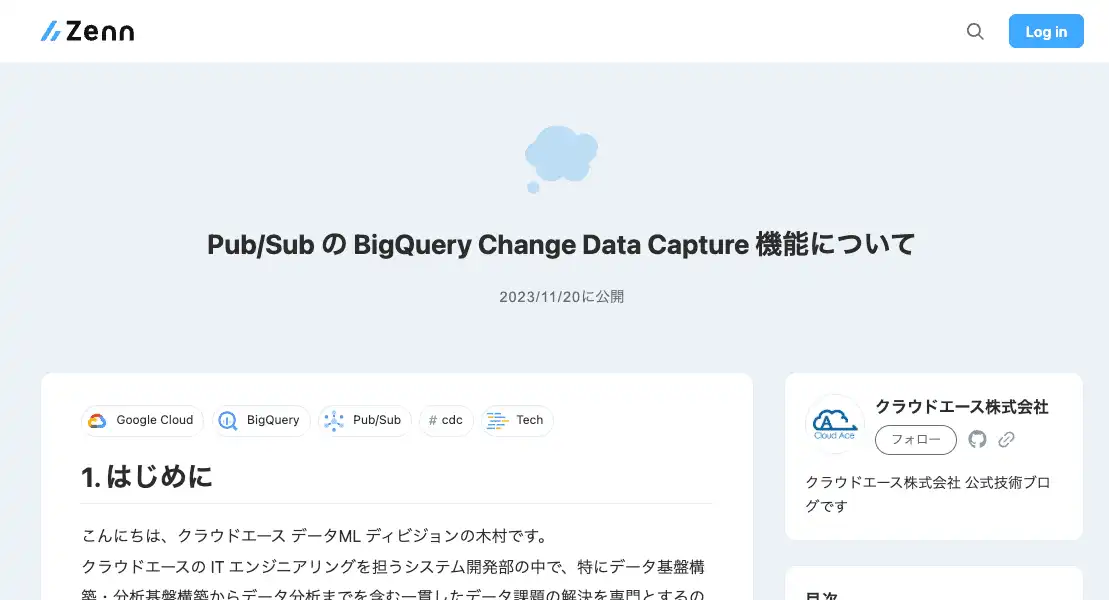 Zenn
Log in
Pub/Sub の BigQuery Change Data Capture 機能について
2023/11/20に公開
Google Cloud
BigQuery
Pub/Sub
# cdc
Tech
1. はじめに
こんにちは、クラウドエース データML ディビジョンの木村です。
クラウドエースの IT エンジニアリングを担うシステム開発部の中で、特にデータ基盤構
築・分析基盤構築からデータ分析までを含む一貫したデータ課題の解決を専門とするの
Cloud Ace
クラウドエース株式会社
フォロー
クラウドエース株式会社 公式技術ブロ
グです
目次